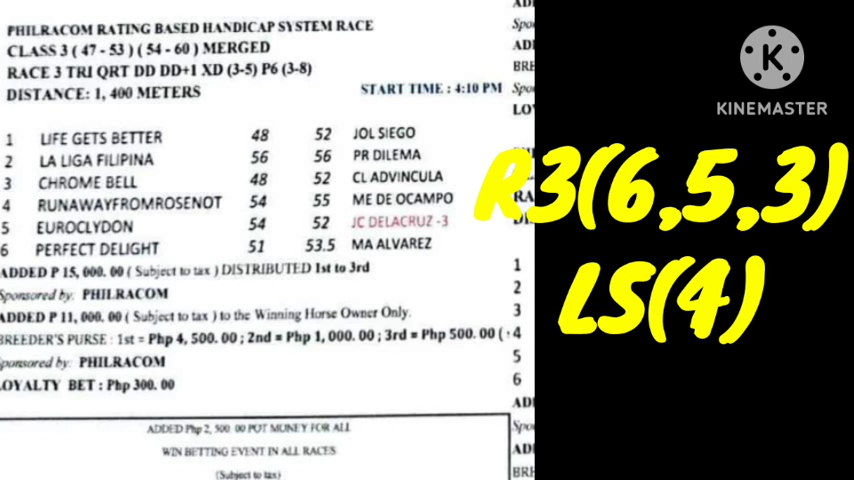 PHILRACOM RATING BASED HANDICAP SYSTEM RACE
CLASS 3 ( 47 - 53 ) ( 54 - 60 ) MERGED
RACE 3 TRI QRT DD DD+1 XD (3-5) P6 (3-8)
DISTANCE: 1, 400 METERS START TIME : 4:10 PM
1 LIFE GETS BETTER 48 52 JOL SIEGO
2 LA LIGA FILIPINA 56 56 PR DILEMA
3 CHROME BELL 48 52 CL ADVINCULA
4 RUNAWAYFROMROSENOT 54 55 ME DE OCAMPO
5 EUROCLYDON 54 52 JC DELACRUZ -3
6 PERFECT DELIGHT 51 53.5 MA ALVAREZ
ADDED P 15, 000. 00 ( Subject to tax ) DISTRIBUTED 1st to 3rd
Sponsored by: PHILRACOM
ADDED P 11, 000. 00 ( Subject to tax ) to the Winning Horse Owner Only.
BREEDER'S PURSE : 1st = Php 4, 500. 00 ; 2nd = Php 1, 000. 00 ; 3rd = Php 500. 00 (
Sponsored by: PHILRACOM
LOYALTY BET : Php 300. 00
ADDED Php 2, 500. 00 POT MONEY FOR ALL
WIN BETTING EVENT IN ALL RACES
(Subject to tax)
1
2
3
4
5
6
K
KINEMASTER
R3(6,5,3)
LS(4)